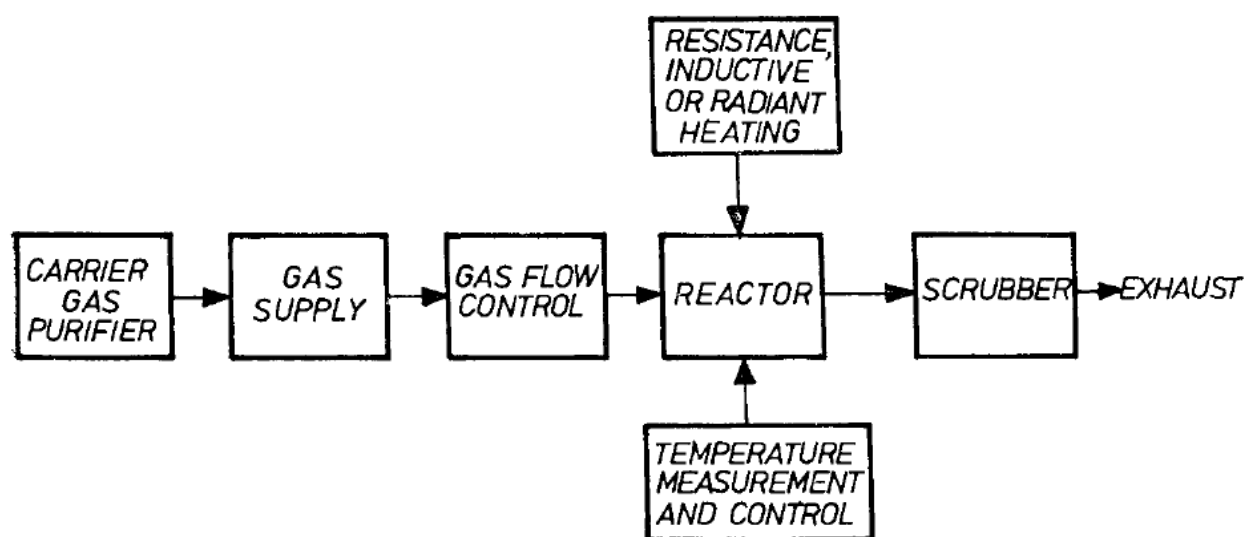 RESISTANCE,
INDUCTIVE
OR RADIANT
HEATING
CARRIER
GAS
PURIFIER
GAS
SUPPLY
GAS FLOW
CONTROL
REACTOR
SCRUBBER
EXHAUST
TEMPERATURE
MEASUREMENT
AND CONTROL